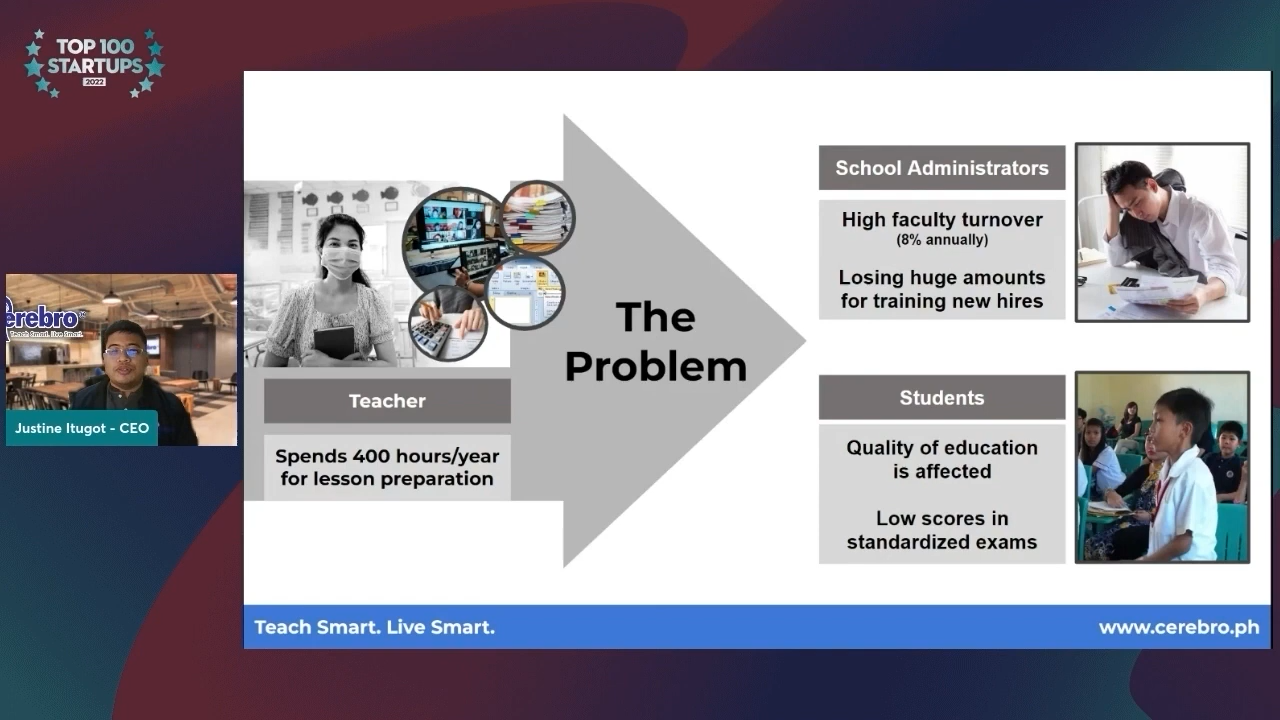 TOP 100
STARTUPS
2022
erebro
Teach Smart. Live Smart.
Justine Itugot - CEO
Teacher
Spends 400 hours/year
for lesson preparation
The
Problem
School Administrators
High faculty turnover
(8% annually)
Losing huge amounts
for training new hires
Students
Quality of education
is affected
Low scores in
standardized exams
Teach Smart. Live Smart.
www.cerebro.ph